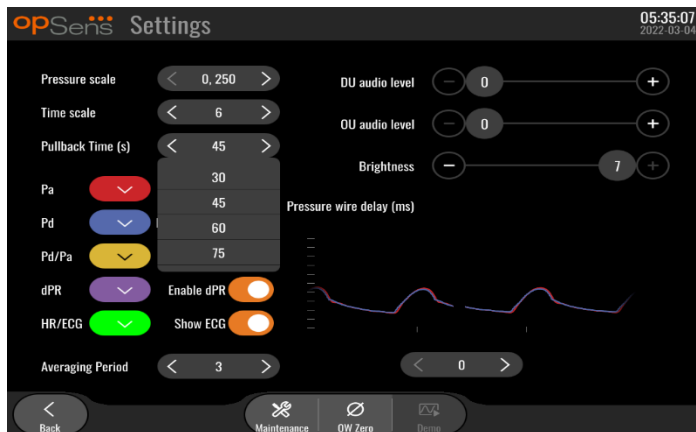 opSens Settings
05:35:07
2022-03-04
Pressure scale
0, 250
DU audio level
0
Time scale
6
OU audio level
0
Pullback Time (s)
45
Brightness
7
30
45
60
75
Pa
Pressure wire delay (ms)
Pd
Pd/Pa
dPR
Enable dPR
HR/ECG
Show ECG
Averaging Period
3
0
Back
Maintenance
OW Zero
Demo